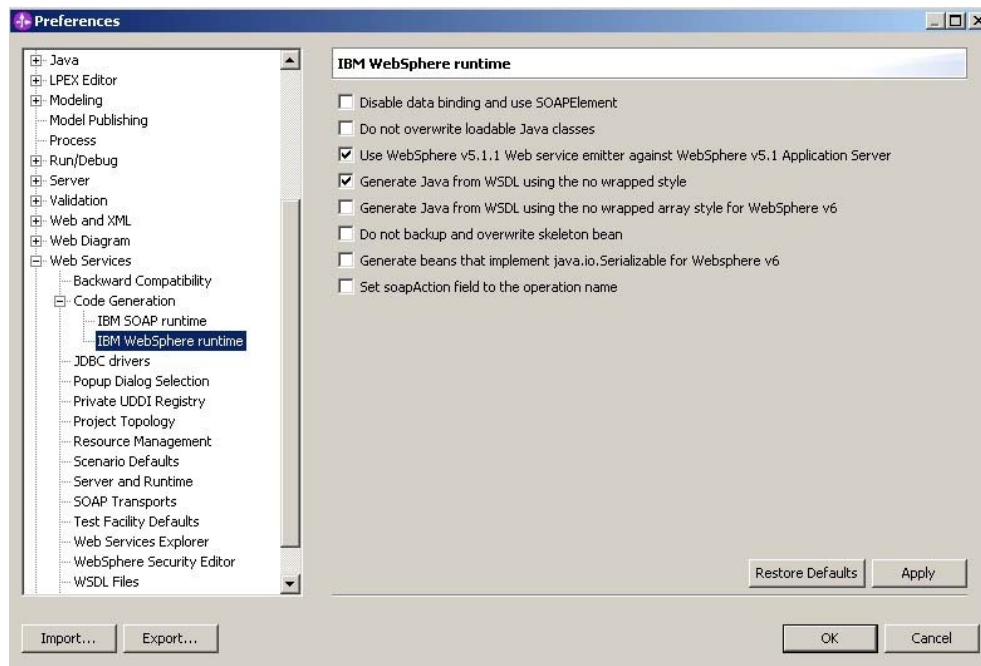 Preferences
Java
LPEX Editor
Modeling
Model Publishing
Process
Run/Debug
Server
Validation
Web and XML
Web Diagram
Web Services
Backward Compatibility
Code Generation
IBM SOAP runtime
IBM WebSphere runtime
JDBC drivers
Popup Dialog Selection
Private UDDI Registry
Project Topology
Resource Management
Scenario Defaults
Server and Runtime
SOAP Transports
Test Facility Defaults
Web Services Explorer
WebSphere Security Editor
WSDL Files
IBM WebSphere runtime
Disable data binding and use SOAPElement
Do not overwrite loadable Java classes
Use WebSphere v5.1.1 Web service emitter against WebSphere v5.1 Application Server
Generate Java from WSDL using the no wrapped style
Generate Java from WSDL using the no wrapped array style for WebSphere v6
Do not backup and overwrite skeleton bean
Generate beans that implement java.io.Serializable for Websphere v6
Set soapAction field to the operation name
Restore Defaults
Apply
Import...
Export...
OK
Cancel